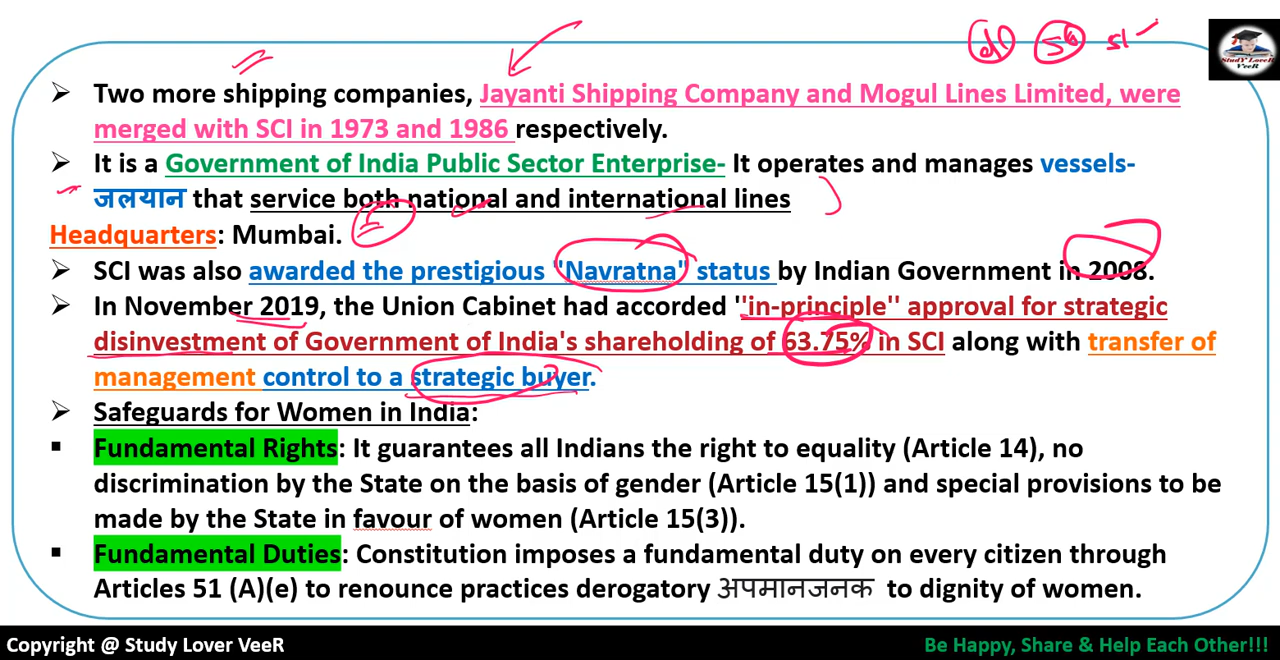 51
StudY LoveR
VeeR
Two more shipping companies, Jayanti Shipping Company and Mogul Lines Limited, were
merged with SCI in 1973 and 1986 respectively.
It is a Government of India Public Sector Enterprise- It operates and manages vessels-
जलयान that service both national and international lines
Headquarters: Mumbai.
SCI was also awarded the prestigious "Navratna" status by Indian Government in 2008.
In November 2019, the Union Cabinet had accorded ''in-principle'' approval for strategic
disinvestment of Government of India's shareholding of 63.75% in SCI along with transfer of
management control to a strategic buyer.
Safeguards for Women in India:
Fundamental Rights: It guarantees all Indians the right to equality (Article 14), no
discrimination by the State on the basis of gender (Article 15(1)) and special provisions to be
made by the State in favour of women (Article 15(3)).
Fundamental Duties: Constitution imposes a fundamental duty on every citizen through
Articles 51 (A)(e) to renounce practices derogatory अपमानजनक to dignity of women.
Copyright @ Study Lover VeeR
Be Happy, Share & Help Each Other!!!